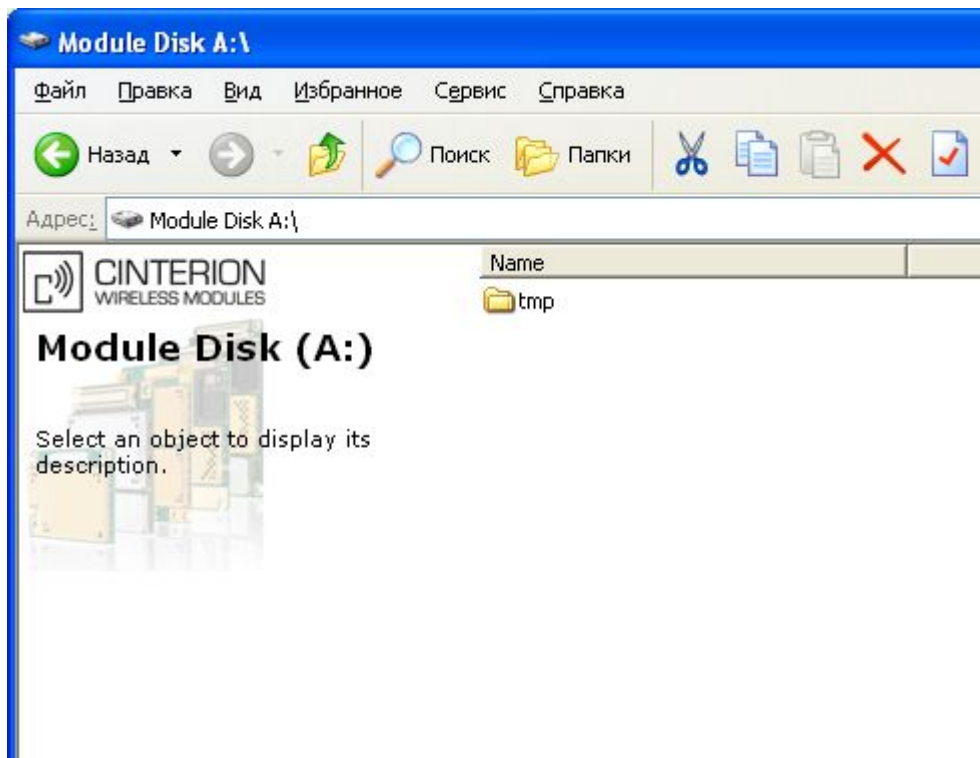 Module Disk A:\
Файл Правка Вид Избранное Сервис Справка
Назад Поиск Папки
Адрес: Module Disk A:\
CINTERION
WIRELESS MODULES
Name
tmp
Module Disk (A:)
Select an object to display its
description.